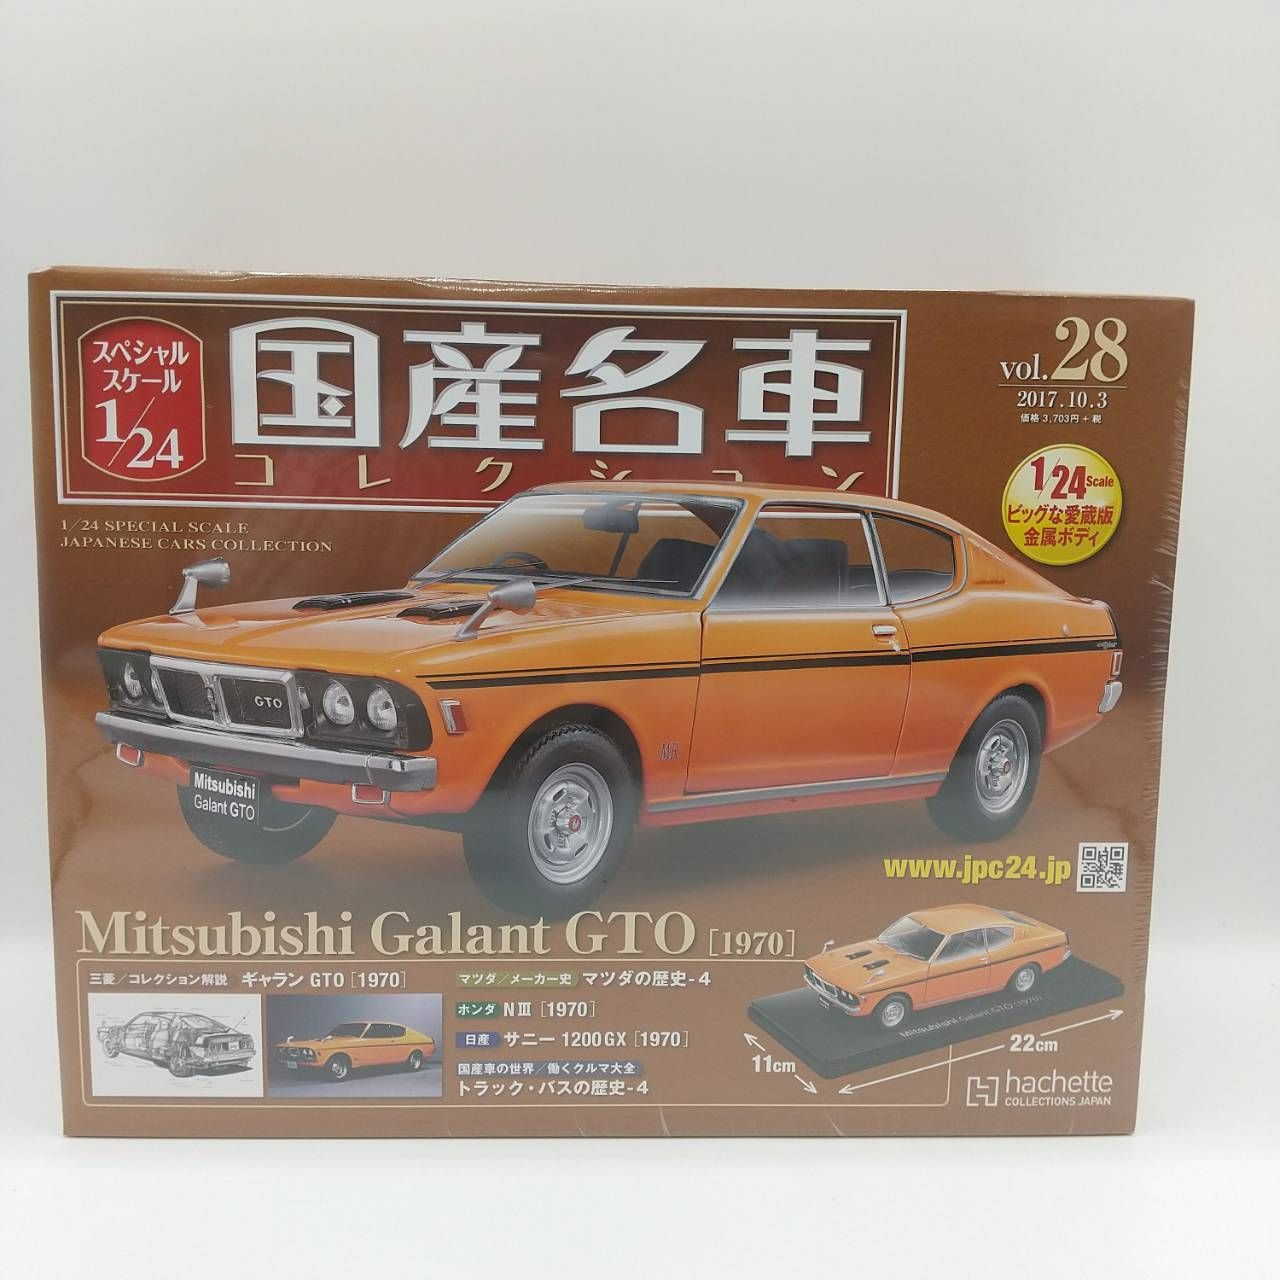 スペシャル
スケール
1/24
国産名車
コレクション
1/24 SPECIAL SCALE
JAPANESE CARS COLLECTION
vol.28
2017.10.3
価格 3,703円+税
1/24 Scale
ビッグな愛蔵版
金属ボディ
GTO
MR
Mitsubishi
Galant GTO
www.jpc24.jp
Mitsubishi Galant GTO [1970]
三菱/コレクション解説 ギャラン GTO [1970]
マツダ/メーカー史 マツダの歴史-4
ホンダ NⅢ [1970]
日産 サニー 1200GX [1970]
国産車の世界/働くクルマ大全
トラック・バスの歴史-4
Mitsubishi Galant GTO (1970)
11cm
22cm
hachette
COLLECTIONS JAPAN